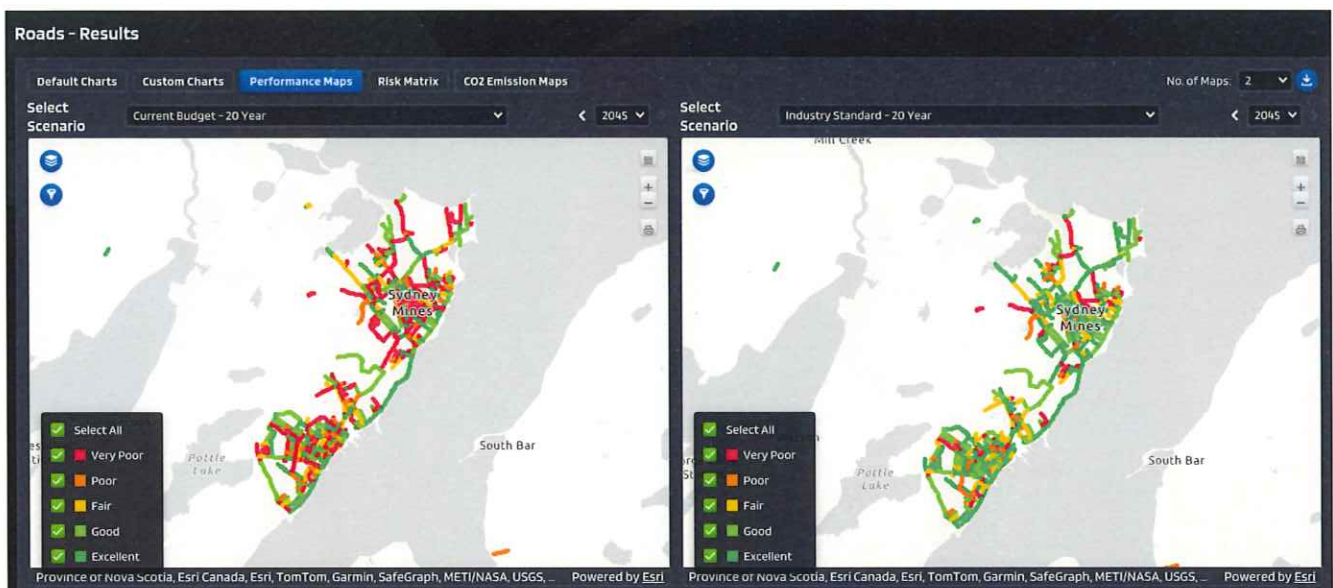 Roads - Results
Default Charts Custom Charts Performance Maps Risk Matrix CO2 Emission Maps
No. of Maps: 2
Select Scenario
Current Budget - 20 Year
2045
Mill Creek
Sydney Mines
South Bar
Pottle Lake
Select All
Very Poor
Poor
Fair
Good
Excellent
Province of Nova Scotia, Esri Canada, Esri, TomTom, Garmin, SafeGraph, METI/NASA, USGS, ... Powered by Esri
Select Scenario
Industry Standard - 20 Year
2045
Sydney Mines
South Bar
Pottle Lake
Select All
Very Poor
Poor
Fair
Good
Excellent
Province of Nova Scotia, Esri Canada, Esri, TomTom, Garmin, SafeGraph, METI/NASA, USGS, ... Powered by Esri